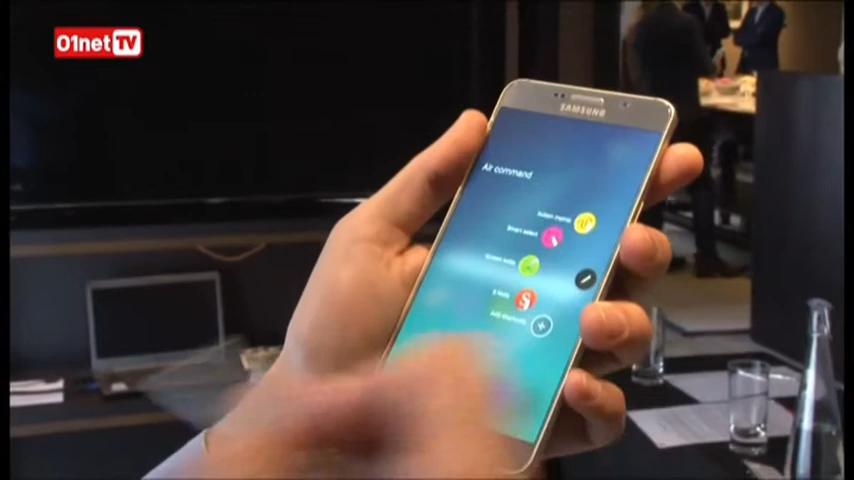 01net TV
SAMSUNG
Air command
Action memo
Smart select
Screen write
S Note
Add shortcuts